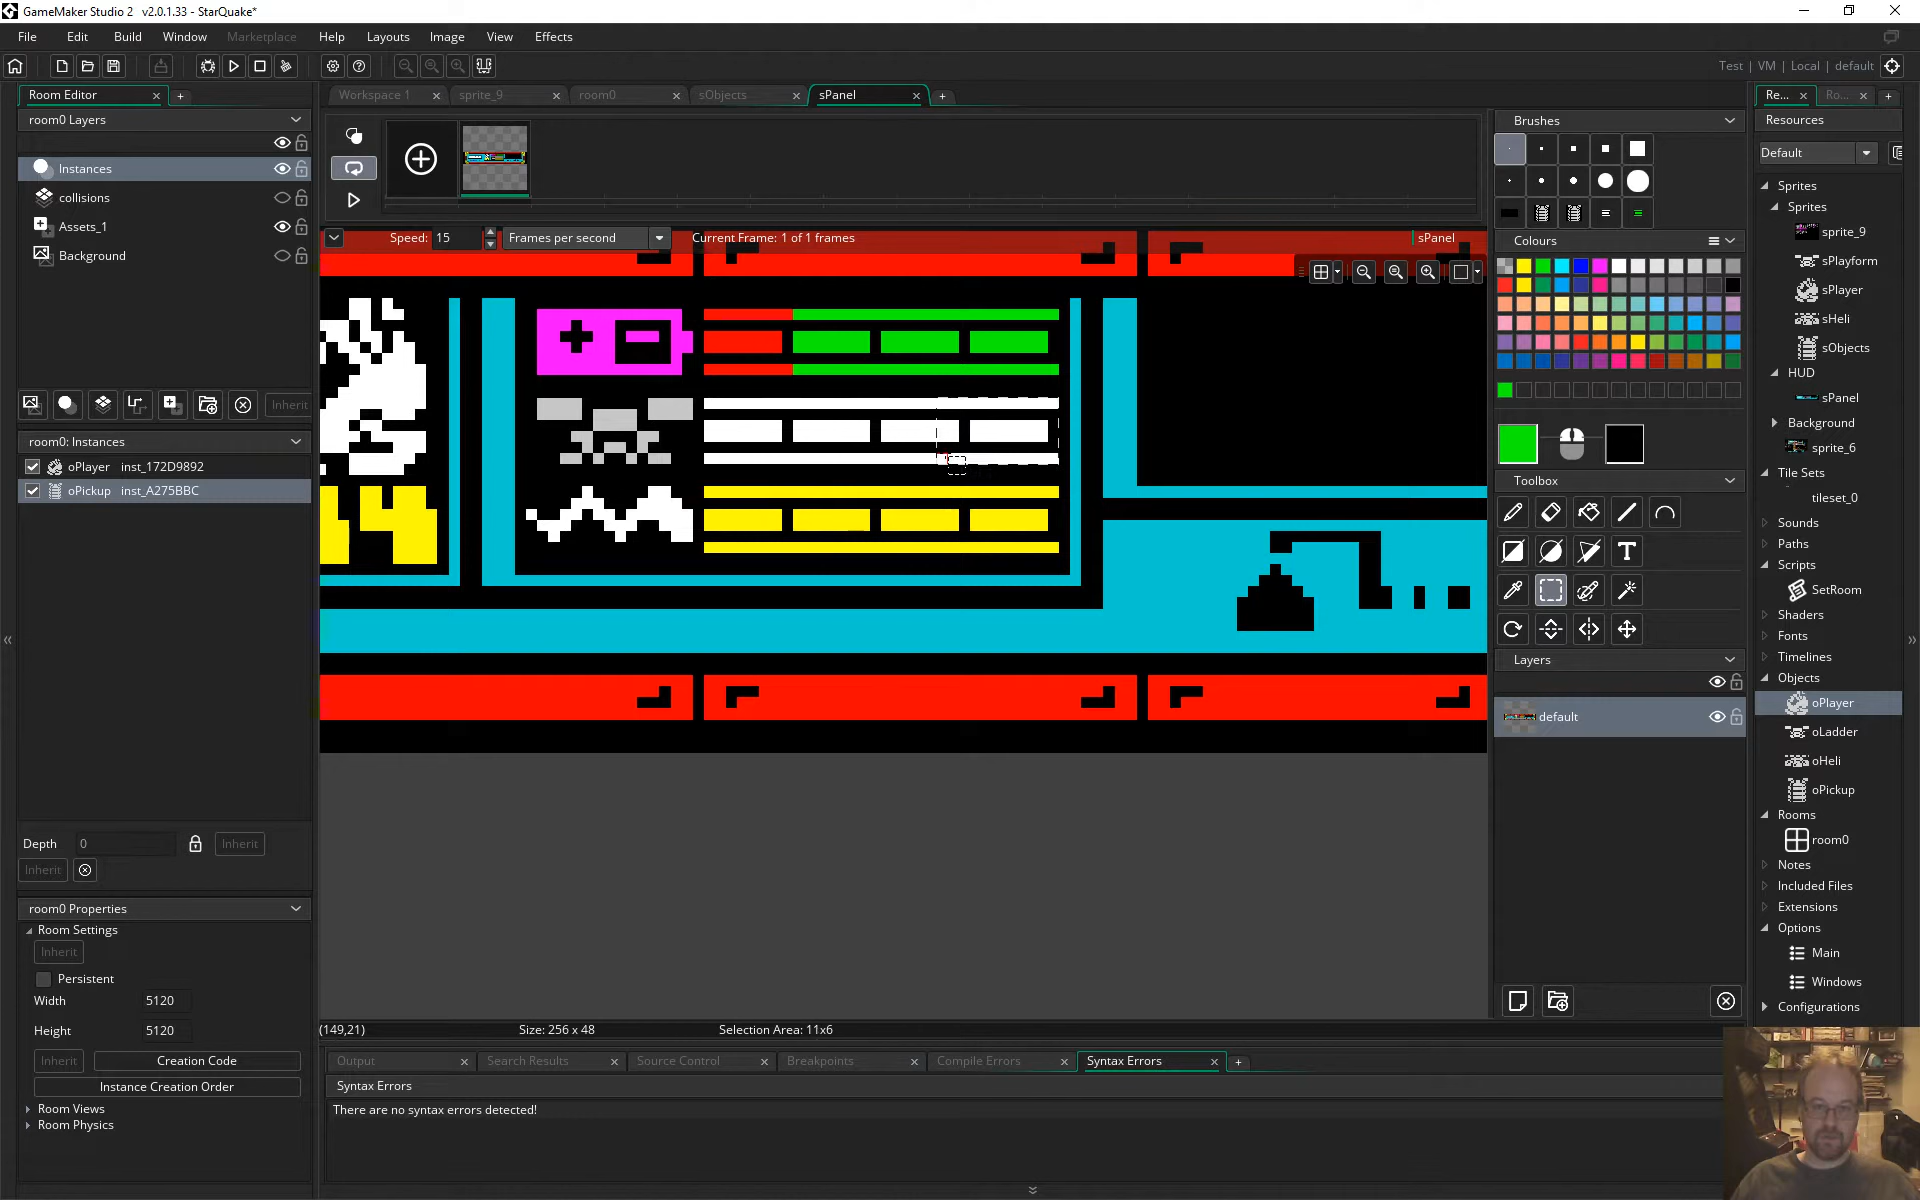 GameMaker Studio 2   v2.0.1.33 - StarQuake*
File Edit Build Window Marketplace Help Layouts Image View Effects
Test | VM | Local | default
Room Editor
room0 Layers
Instances
collisions
Assets_1
Background
Inherit
room0: Instances
oPlayer inst_172D9892
oPickup inst_A275BBC
Depth 0 Inherit
Inherit
room0 Properties
Room Settings
Inherit
Persistent
Width 5120
Height 5120
Inherit Creation Code
Instance Creation Order
Room Views
Room Physics
Workspace 1 sprite_9 room0 sObjects sPanel
Speed: 15 Frames per second Current Frame: 1 of 1 frames sPanel
(149,21) Size: 256 x 48 Selection Area: 11x6
Output Search Results Source Control Breakpoints Compile Errors Syntax Errors
Syntax Errors
There are no syntax errors detected!
Brushes
Colours
Toolbox
T
Layers
default
Re... Ro...
Resources
Default
Sprites
Sprites
sprite_9
sPlayform
sPlayer
sHeli
sObjects
HUD
sPanel
Background
sprite_6
Tile Sets
tileset_0
Sounds
Paths
Scripts
SetRoom
Shaders
Fonts
Timelines
Objects
oPlayer
oLadder
oHeli
oPickup
Rooms
room0
Notes
Included Files
Extensions
Options
Main
Windows
Configurations